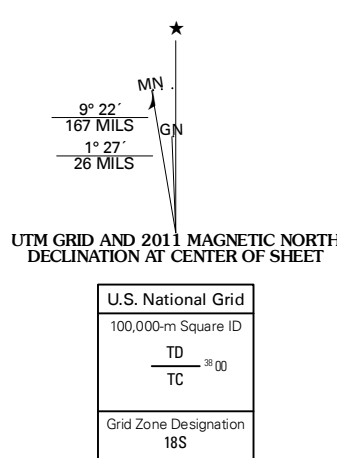 ★
MN
9° 22´
167 MILS
GN
1° 27´
26 MILS
UTM GRID AND 2011 MAGNETIC NORTH
DECLINATION AT CENTER OF SHEET
U.S. National Grid
100,000-m Square ID
TD
38 00
TC
Grid Zone Designation
18S